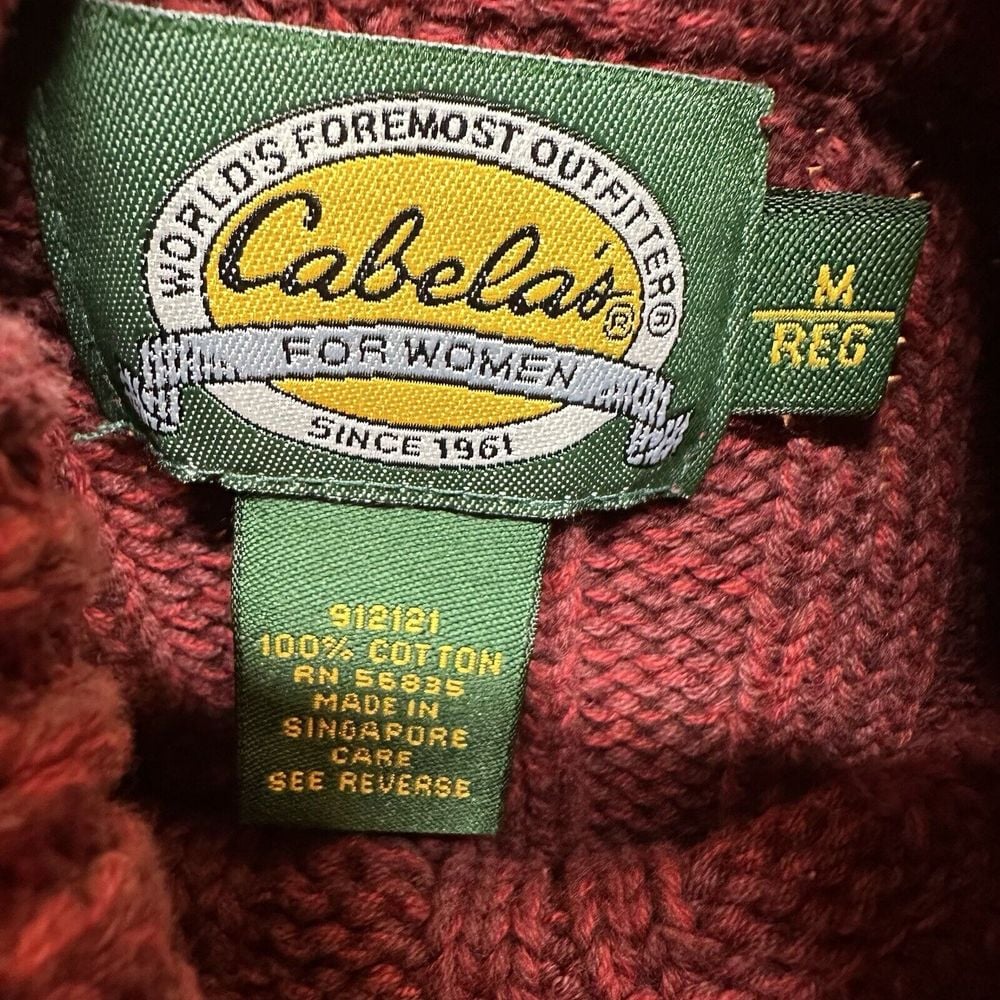 WORLD'S FOREMOST OUTFITTER®
Cabela's®
FOR WOMEN
SINCE 1961
M
REG
912121
100% COTTON
RN 56835
MADE IN
SINGAPORE
CARE
SEE REVERSE